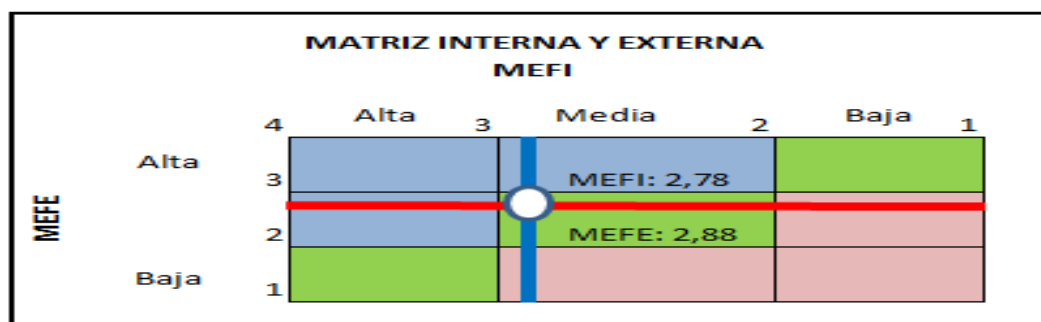 MATRIZ INTERNA Y EXTERNA
MEFI
4 Alta 3 Media 2 Baja 1
Alta
3 MEFI: 2,78
MEFE
2 MEFE: 2,88
Baja 1